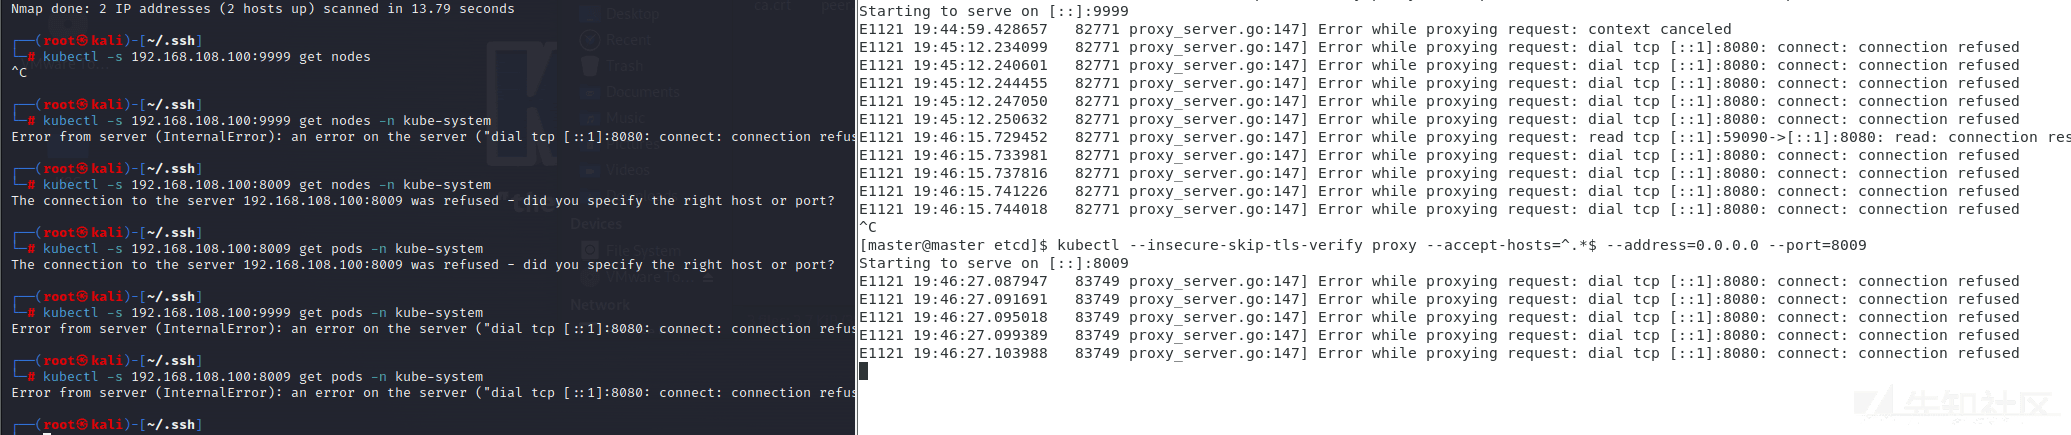 Nmap done: 2 IP addresses (2 hosts up) scanned in 13.79 seconds
┌──(root㉿kali)-[~/.ssh]
└─# kubectl -s 192.168.108.100:9999 get nodes
^C
┌──(root㉿kali)-[~/.ssh]
└─# kubectl -s 192.168.108.100:9999 get nodes -n kube-system
Error from server (InternalError): an error on the server ("dial tcp [::1]:8080: connect: connection refus
┌──(root㉿kali)-[~/.ssh]
└─# kubectl -s 192.168.108.100:8009 get nodes -n kube-system
The connection to the server 192.168.108.100:8009 was refused - did you specify the right host or port?
┌──(root㉿kali)-[~/.ssh]
└─# kubectl -s 192.168.108.100:8009 get pods -n kube-system
The connection to the server 192.168.108.100:8009 was refused - did you specify the right host or port?
┌──(root㉿kali)-[~/.ssh]
└─# kubectl -s 192.168.108.100:9999 get pods -n kube-system
Error from server (InternalError): an error on the server ("dial tcp [::1]:8080: connect: connection refus
┌──(root㉿kali)-[~/.ssh]
└─# kubectl -s 192.168.108.100:8009 get pods -n kube-system
Error from server (InternalError): an error on the server ("dial tcp [::1]:8080: connect: connection refus
┌──(root㉿kali)-[~/.ssh]
Desktop
Recent
Trash
Documents
Music
Videos
Devices
File System
Network
Starting to serve on [::]:9999
E1121 19:44:59.428657   82771 proxy_server.go:147] Error while proxying request: context canceled
E1121 19:45:12.234099   82771 proxy_server.go:147] Error while proxying request: dial tcp [::1]:8080: connect: connection refused
E1121 19:45:12.240601   82771 proxy_server.go:147] Error while proxying request: dial tcp [::1]:8080: connect: connection refused
E1121 19:45:12.244455   82771 proxy_server.go:147] Error while proxying request: dial tcp [::1]:8080: connect: connection refused
E1121 19:45:12.247050   82771 proxy_server.go:147] Error while proxying request: dial tcp [::1]:8080: connect: connection refused
E1121 19:45:12.250632   82771 proxy_server.go:147] Error while proxying request: dial tcp [::1]:8080: connect: connection refused
E1121 19:46:15.729452   82771 proxy_server.go:147] Error while proxying request: read tcp [::1]:59090->[::1]:8080: read: connection res
E1121 19:46:15.733981   82771 proxy_server.go:147] Error while proxying request: dial tcp [::1]:8080: connect: connection refused
E1121 19:46:15.737816   82771 proxy_server.go:147] Error while proxying request: dial tcp [::1]:8080: connect: connection refused
E1121 19:46:15.741226   82771 proxy_server.go:147] Error while proxying request: dial tcp [::1]:8080: connect: connection refused
E1121 19:46:15.744018   82771 proxy_server.go:147] Error while proxying request: dial tcp [::1]:8080: connect: connection refused
^C
[master@master etcd]$ kubectl --insecure-skip-tls-verify proxy --accept-hosts=^.*$ --address=0.0.0.0 --port=8009
Starting to serve on [::]:8009
E1121 19:46:27.087947   83749 proxy_server.go:147] Error while proxying request: dial tcp [::1]:8080: connect: connection refused
E1121 19:46:27.091691   83749 proxy_server.go:147] Error while proxying request: dial tcp [::1]:8080: connect: connection refused
E1121 19:46:27.095018   83749 proxy_server.go:147] Error while proxying request: dial tcp [::1]:8080: connect: connection refused
E1121 19:46:27.099389   83749 proxy_server.go:147] Error while proxying request: dial tcp [::1]:8080: connect: connection refused
E1121 19:46:27.103988   83749 proxy_server.go:147] Error while proxying request: dial tcp [::1]:8080: connect: connection refused
先知社区